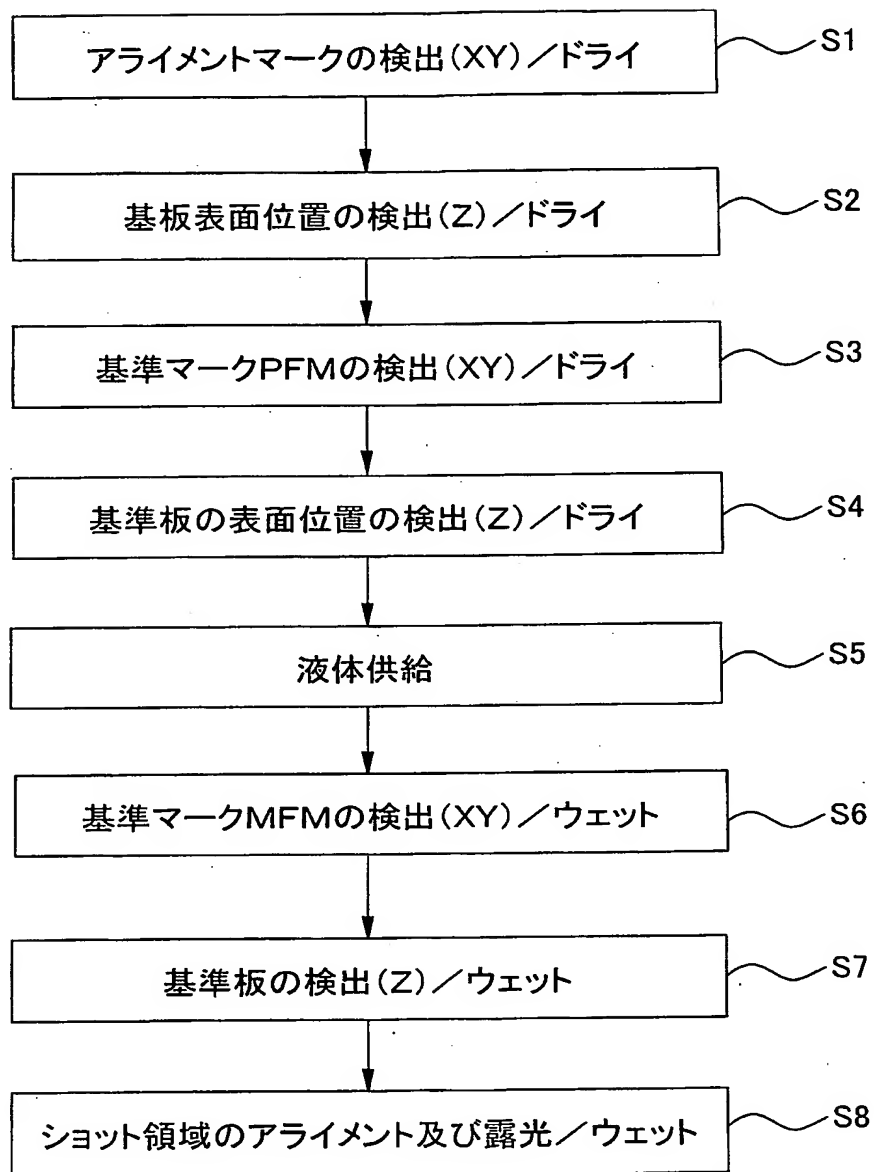 アライメントマークの検出(XY)／ドライ S1
基板表面位置の検出(Z)／ドライ S2
基準マークPFMの検出(XY)／ドライ S3
基準板の表面位置の検出(Z)／ドライ S4
液体供給 S5
基準マークMFMの検出(XY)／ウェット S6
基準板の検出(Z)／ウェット S7
ショット領域のアライメント及び露光／ウェット S8